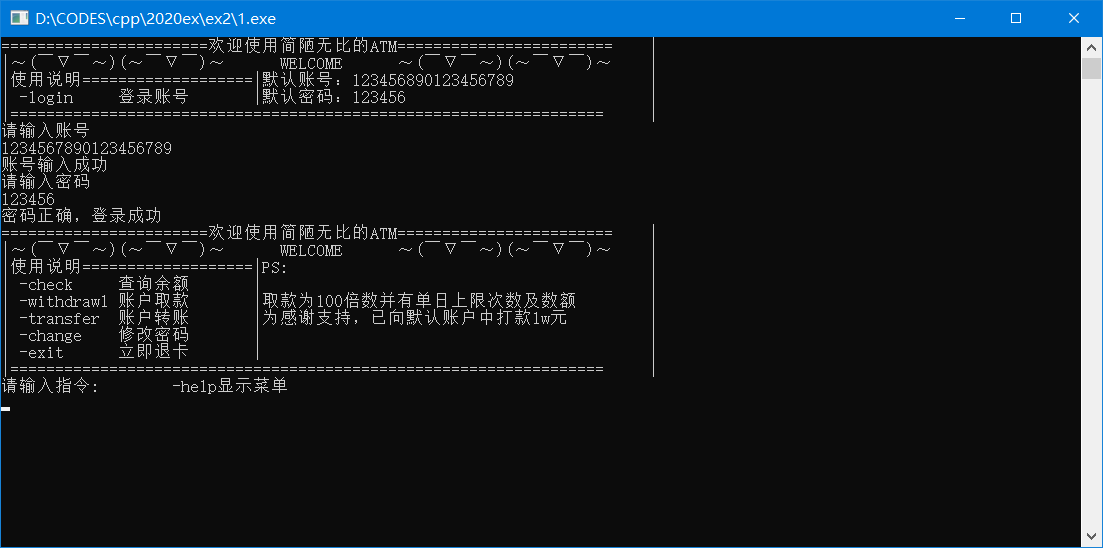 D:\CODES\cpp\2020ex\ex2\1.exe
=======================欢迎使用简陋无比的ATM========================      |
|～(￣▽￣～)(～￣▽￣)～      WELCOME      ～(￣▽￣～)(～￣▽￣)～      |
|使用说明===================|默认账号：123456890123456789      |
| -login     登录账号       |默认密码：123456      |
|==================================================================      |
请输入账号
1234567890123456789
账号输入成功
请输入密码
123456
密码正确，登录成功
=======================欢迎使用简陋无比的ATM========================      |
|～(￣▽￣～)(～￣▽￣)～      WELCOME      ～(￣▽￣～)(～￣▽￣)～      |
|使用说明===================|PS:      |
| -check     查询余额       |      |
| -withdrawl 账户取款       |取款为100倍数并有单日上限次数及数额      |
| -transfer  账户转账       |为感谢支持，已向默认账户中打款1w元      |
| -change    修改密码       |      |
| -exit      立即退卡       |      |
|==================================================================      |
请输入指令:        -help显示菜单